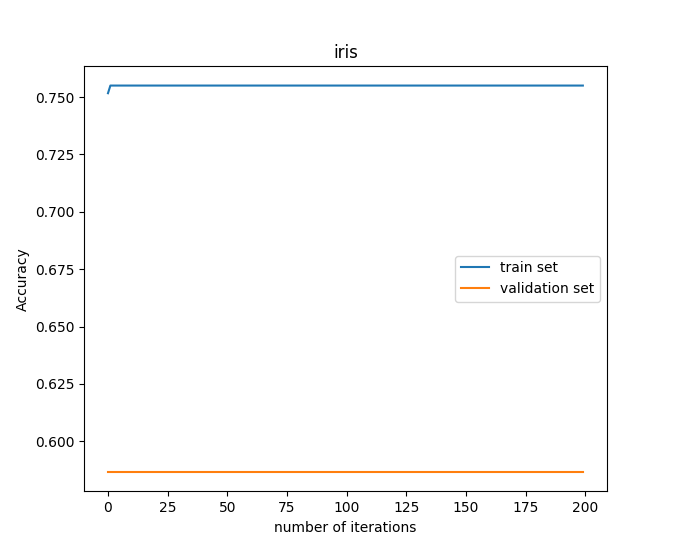 iris
0.750
0.725
0.700
0.675
0.650
0.625
0.600
Accuracy
train set
validation set
0 25 50 75 100 125 150 175 200
number of iterations